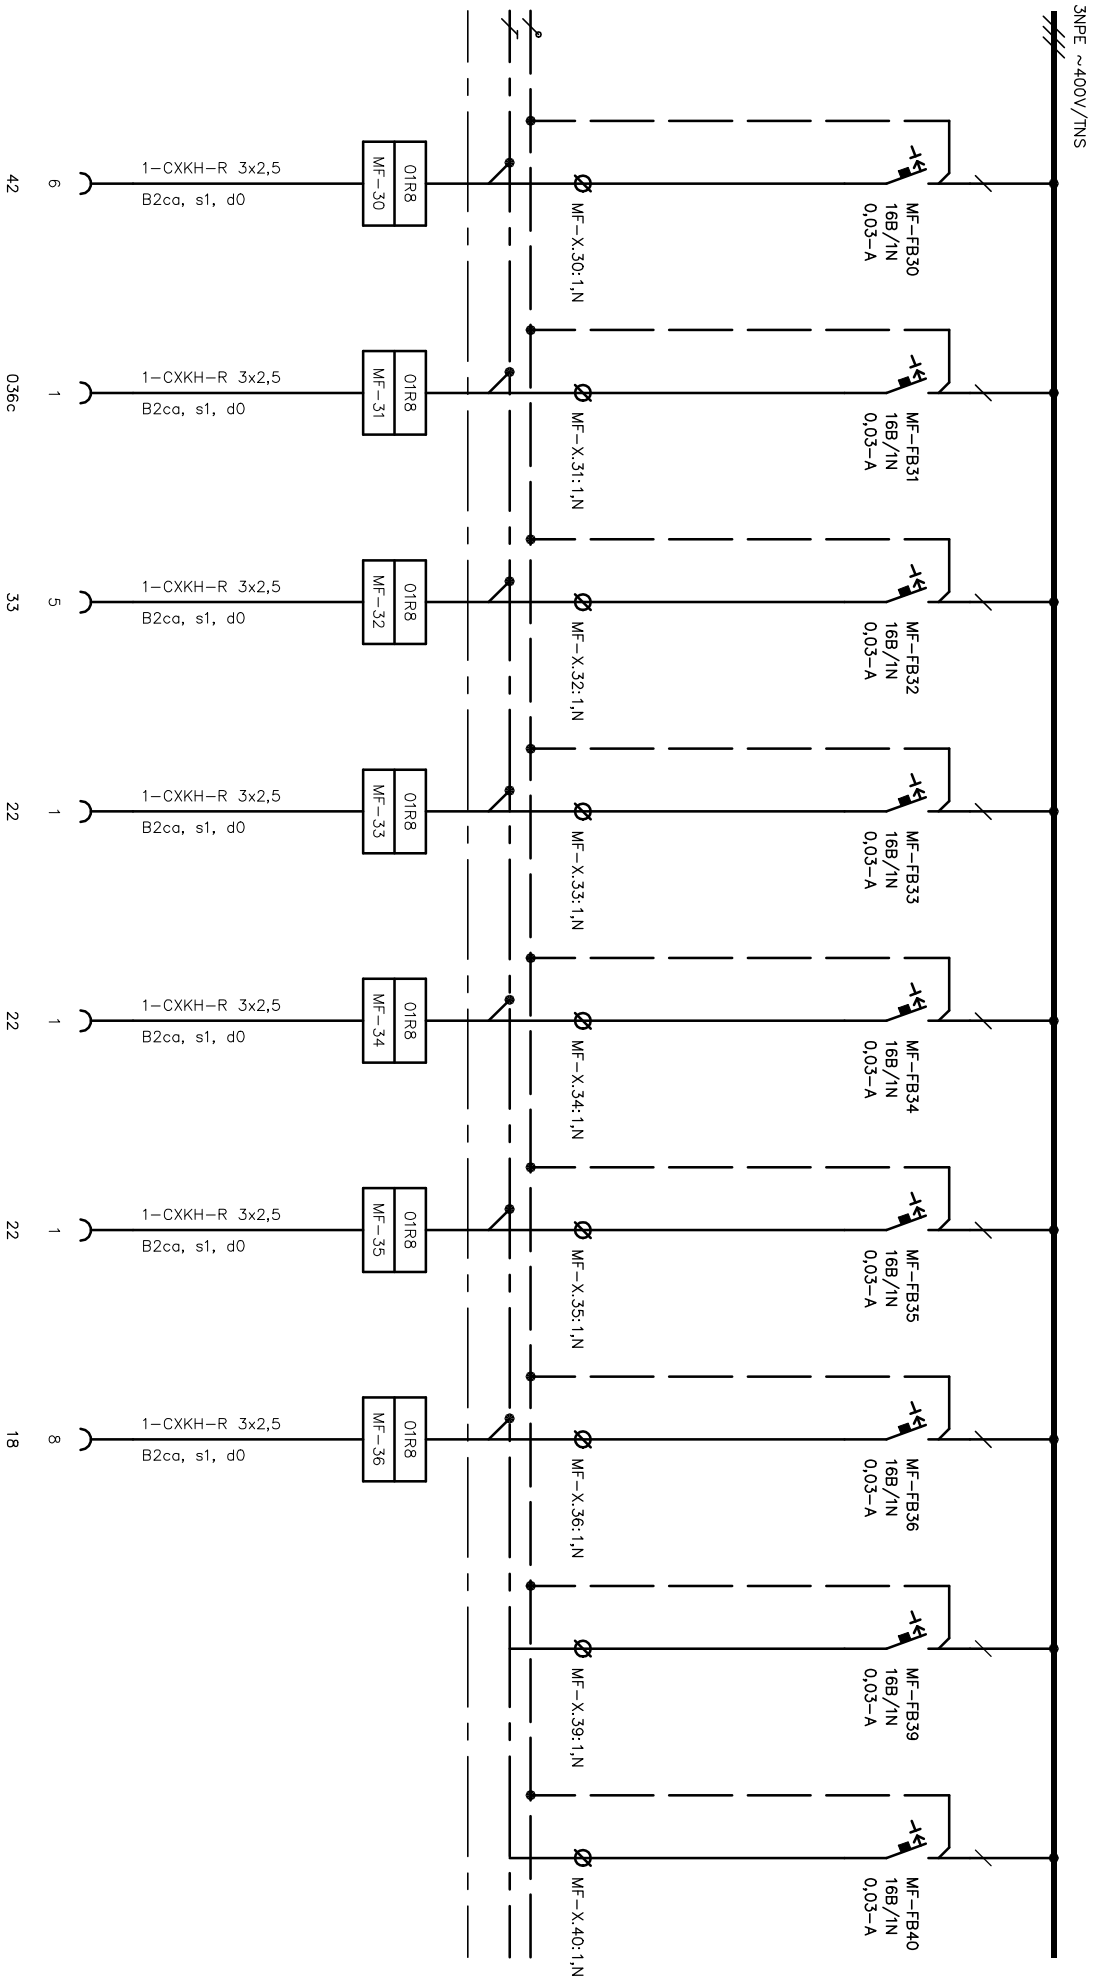 3NPE ~400V/TNS
MF-FB30
16B/1N
0,03-A
MF-X.30:1,N
01R8
MF-30
1-CXKH-R 3x2,5
B2ca, s1, d0
6
42
MF-FB31
16B/1N
0,03-A
MF-X.31:1,N
01R8
MF-31
1-CXKH-R 3x2,5
B2ca, s1, d0
1
036c
MF-FB32
16B/1N
0,03-A
MF-X.32:1,N
01R8
MF-32
1-CXKH-R 3x2,5
B2ca, s1, d0
5
33
MF-FB33
16B/1N
0,03-A
MF-X.33:1,N
01R8
MF-33
1-CXKH-R 3x2,5
B2ca, s1, d0
1
22
MF-FB34
16B/1N
0,03-A
MF-X.34:1,N
01R8
MF-34
1-CXKH-R 3x2,5
B2ca, s1, d0
1
22
MF-FB35
16B/1N
0,03-A
MF-X.35:1,N
01R8
MF-35
1-CXKH-R 3x2,5
B2ca, s1, d0
1
22
MF-FB36
16B/1N
0,03-A
MF-X.36:1,N
01R8
MF-36
1-CXKH-R 3x2,5
B2ca, s1, d0
8
18
MF-FB39
16B/1N
0,03-A
MF-X.39:1,N
MF-FB40
16B/1N
0,03-A
MF-X.40:1,N